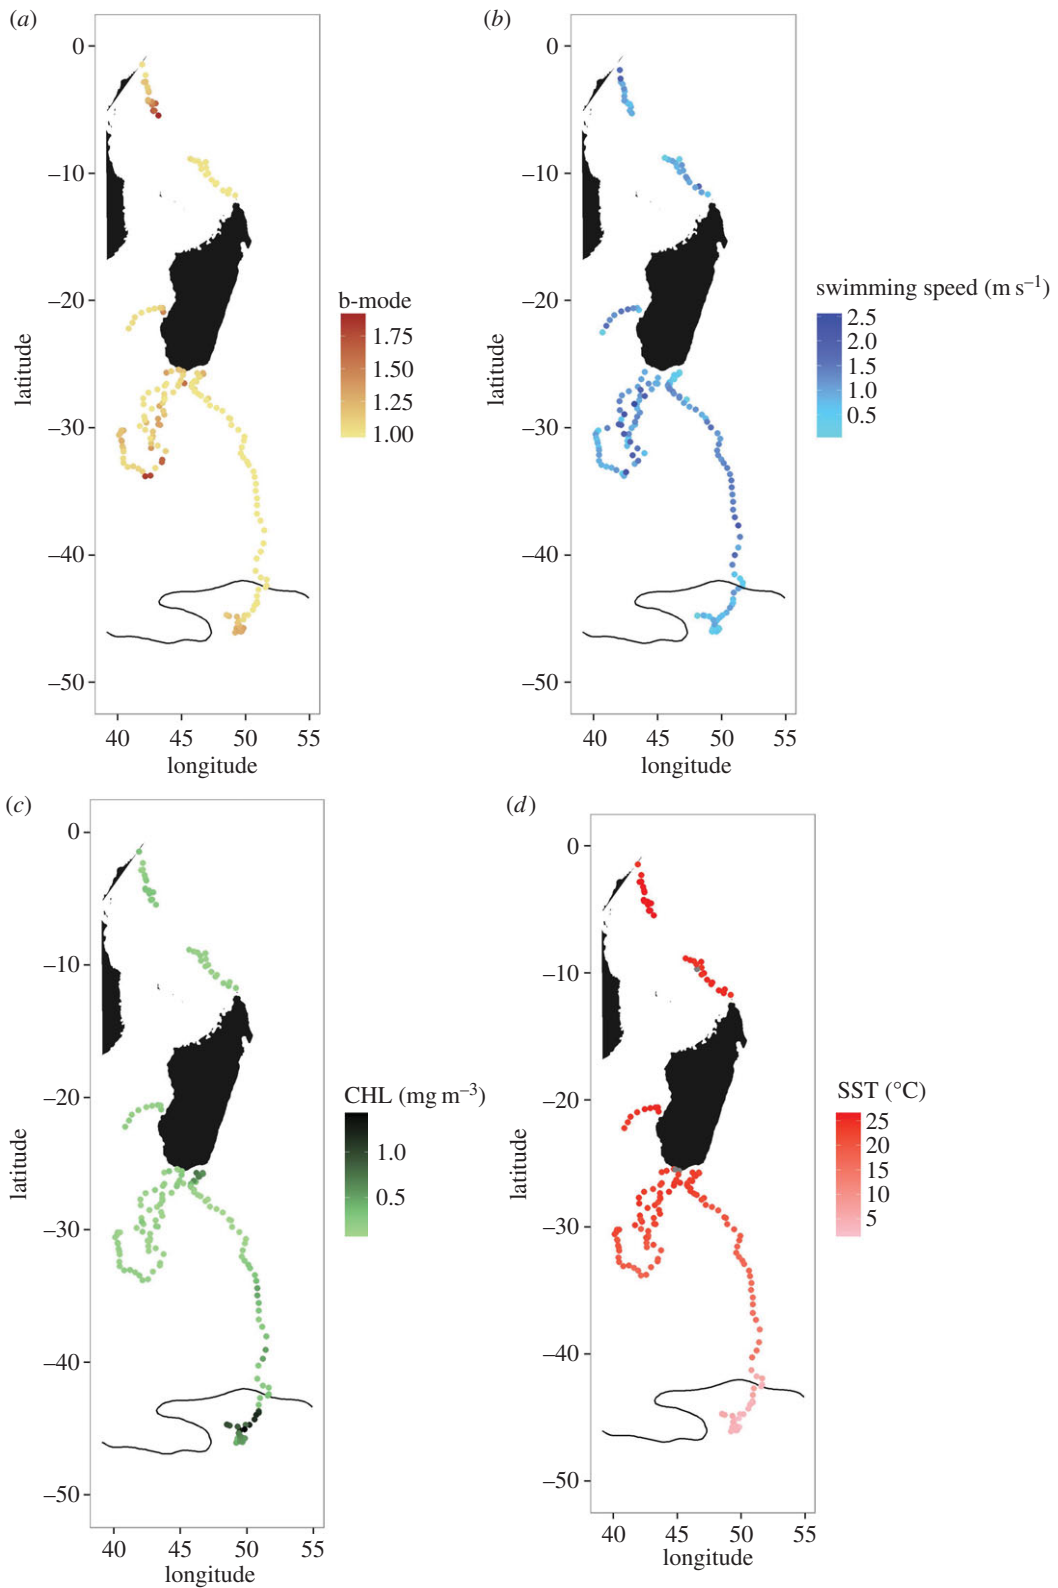 (a)
0
–10
–20
–30
–40
–50
latitude
40 45 50 55
longitude
b-mode
1.75
1.50
1.25
1.00
(b)
0
–10
–20
–30
–40
–50
latitude
40 45 50 55
longitude
swimming speed (m s–1)
2.5
2.0
1.5
1.0
0.5
(c)
0
–10
–20
–30
–40
–50
latitude
40 45 50 55
longitude
CHL (mg m–3)
1.0
0.5
(d)
0
–10
–20
–30
–40
–50
latitude
40 45 50 55
longitude
SST (°C)
25
20
15
10
5